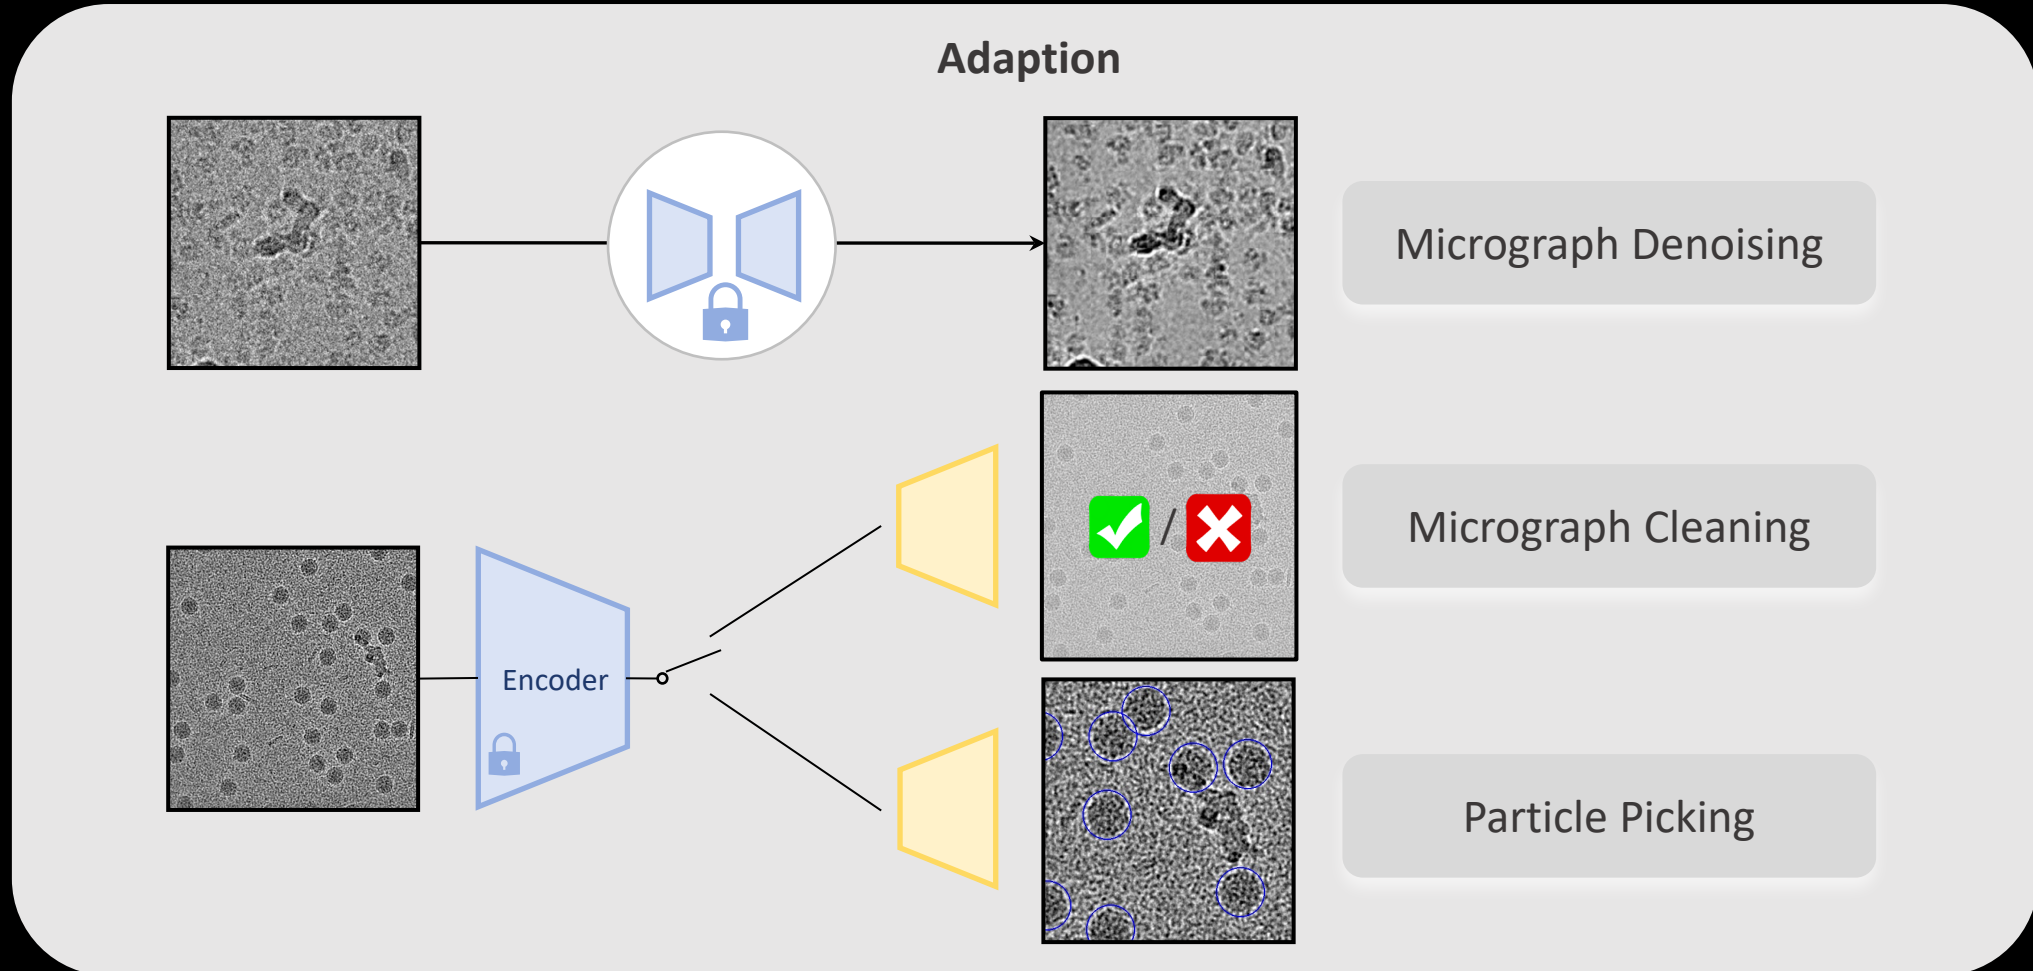 Adaption
Micrograph Denoising
/
Micrograph Cleaning
Encoder
Particle Picking